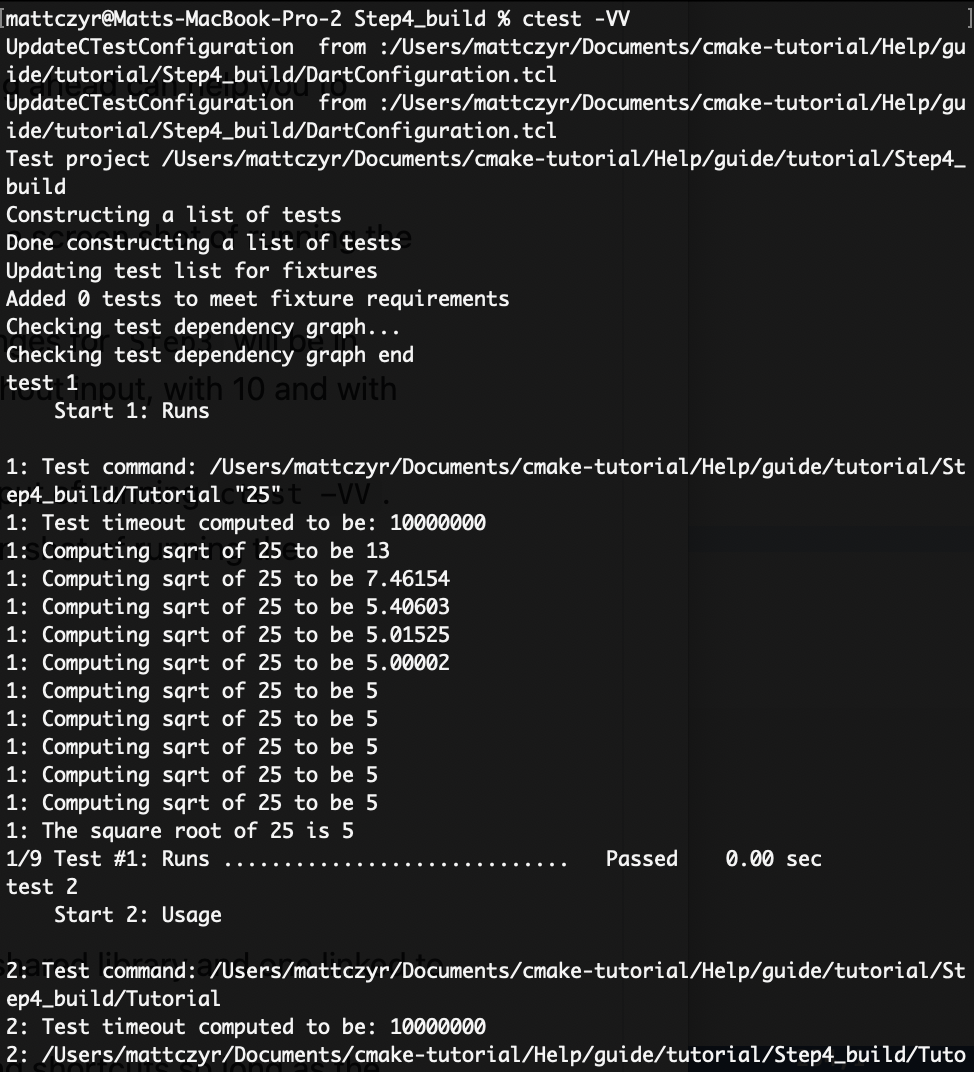 [mattczyr@Matts-MacBook-Pro-2 Step4_build % ctest -VV ]
UpdateCTestConfiguration  from :/Users/mattczyr/Documents/cmake-tutorial/Help/gu
ide/tutorial/Step4_build/DartConfiguration.tcl
UpdateCTestConfiguration  from :/Users/mattczyr/Documents/cmake-tutorial/Help/gu
ide/tutorial/Step4_build/DartConfiguration.tcl
Test project /Users/mattczyr/Documents/cmake-tutorial/Help/guide/tutorial/Step4_
build
Constructing a list of tests
Done constructing a list of tests
Updating test list for fixtures
Added 0 tests to meet fixture requirements
Checking test dependency graph...
Checking test dependency graph end
test 1
    Start 1: Runs

1: Test command: /Users/mattczyr/Documents/cmake-tutorial/Help/guide/tutorial/St
ep4_build/Tutorial "25"
1: Test timeout computed to be: 10000000
1: Computing sqrt of 25 to be 13
1: Computing sqrt of 25 to be 7.46154
1: Computing sqrt of 25 to be 5.40603
1: Computing sqrt of 25 to be 5.01525
1: Computing sqrt of 25 to be 5.00002
1: Computing sqrt of 25 to be 5
1: Computing sqrt of 25 to be 5
1: Computing sqrt of 25 to be 5
1: Computing sqrt of 25 to be 5
1: Computing sqrt of 25 to be 5
1: The square root of 25 is 5
1/9 Test #1: Runs .............................   Passed    0.00 sec
test 2
    Start 2: Usage

2: Test command: /Users/mattczyr/Documents/cmake-tutorial/Help/guide/tutorial/St
ep4_build/Tutorial
2: Test timeout computed to be: 10000000
2: /Users/mattczyr/Documents/cmake-tutorial/Help/guide/tutorial/Step4_build/Tuto